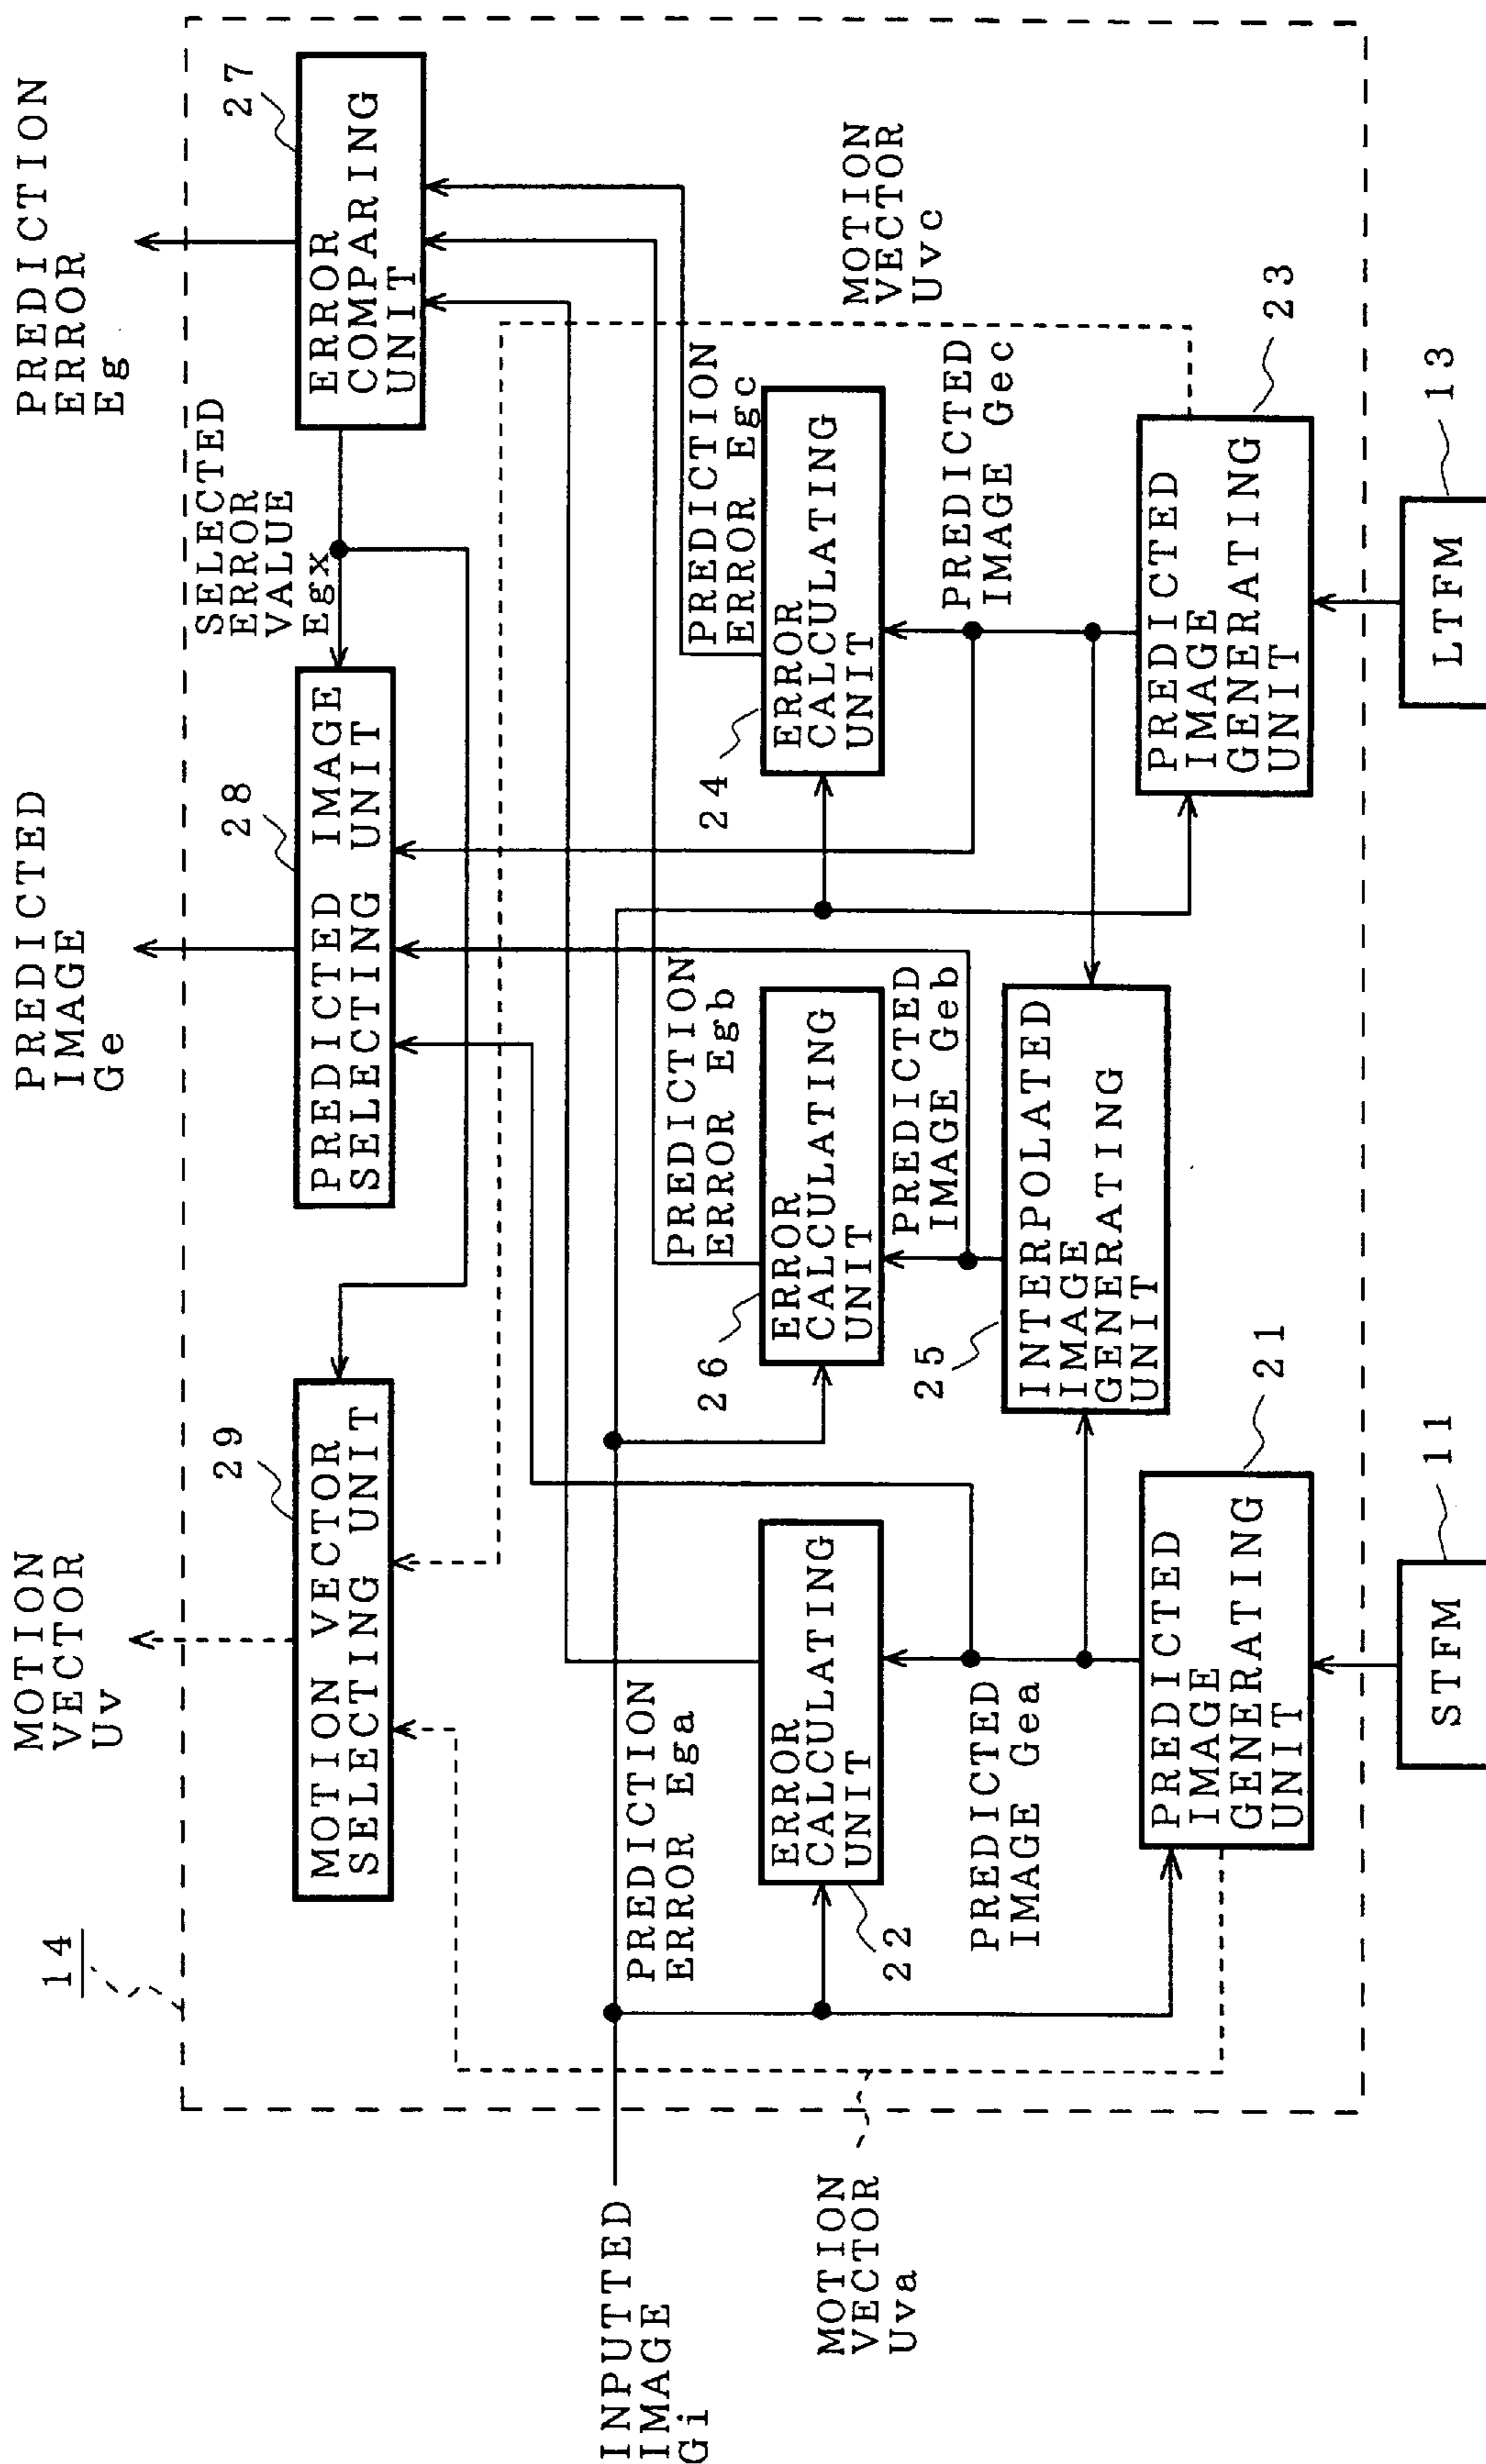 14
MOTION
VECTOR
Uv
PREDICTED
IMAGE
Ge
PREDICTION
ERROR
Eg
29
MOTION VECTOR
SELECTING UNIT
28
PREDICTED IMAGE
SELECTING UNIT
SELECTED
ERROR
VALUE
Egx
27
ERROR
COMPARING
UNIT
INPUTTED
IMAGE
Gi
PREDICTION
ERROR Ega
PREDICTION
ERROR Egb
PREDICTION
ERROR Egc
22
ERROR
CALCULATING
UNIT
26
ERROR
CALCULATING
UNIT
24
ERROR
CALCULATING
UNIT
MOTION
VECTOR
Uvc
MOTION
VECTOR
Uva
PREDICTED
IMAGE Gea
PREDICTED
IMAGE Geb
PREDICTED
IMAGE Gec
25
INTERPOLATED
IMAGE
GENERATING
UNIT
PREDICTED
IMAGE
GENERATING
UNIT
21
PREDICTED
IMAGE
GENERATING
UNIT
23
STFM
11
LTFM
13